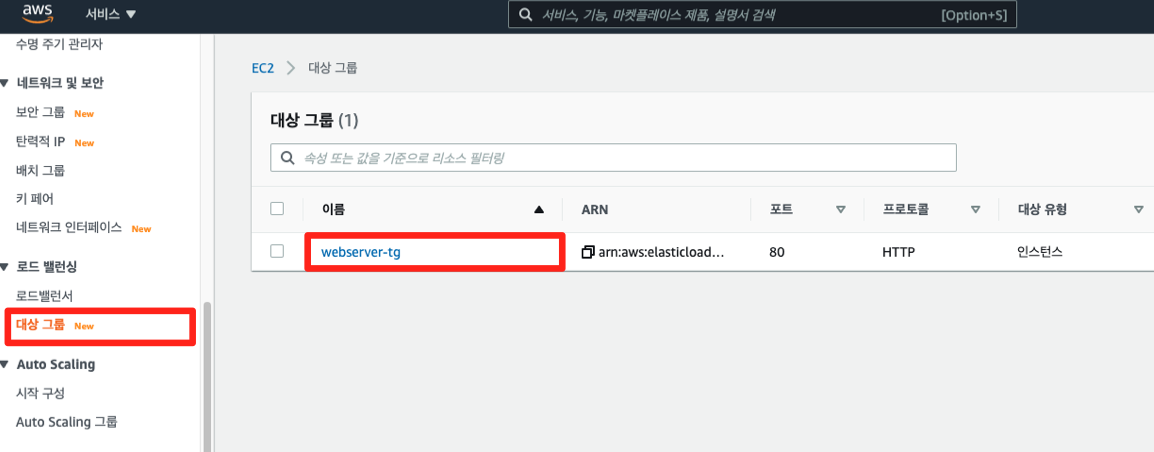 aws 서비스 ▼ 서비스, 기능, 마켓플레이스 제품, 설명서 검색 [Option+S]
수명 주기 관리자
네트워크 및 보안
보안 그룹 New
탄력적 IP New
배치 그룹
키 페어
네트워크 인터페이스 New
로드 밸런싱
로드밸런서
대상 그룹 New
Auto Scaling
시작 구성
Auto Scaling 그룹
EC2 > 대상 그룹
대상 그룹 (1)
속성 또는 값을 기준으로 리소스 필터링
이름 ARN 포트 프로토콜 대상 유형
webserver-tg arn:aws:elasticload... 80 HTTP 인스턴스